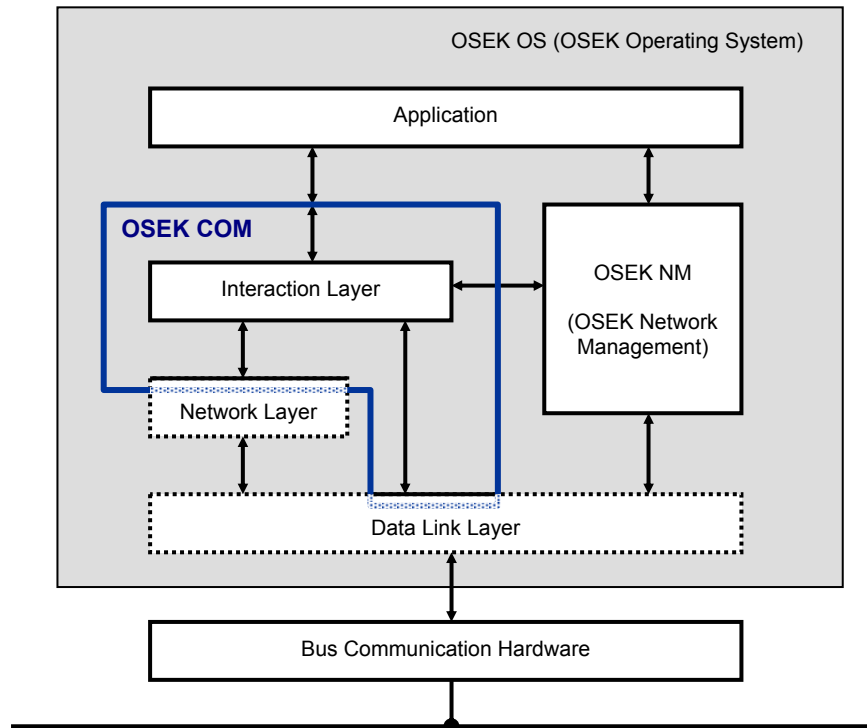 OSEK OS (OSEK Operating System)
Application
OSEK COM
Interaction Layer
OSEK NM
(OSEK Network
Management)
Network Layer
Data Link Layer
Bus Communication Hardware